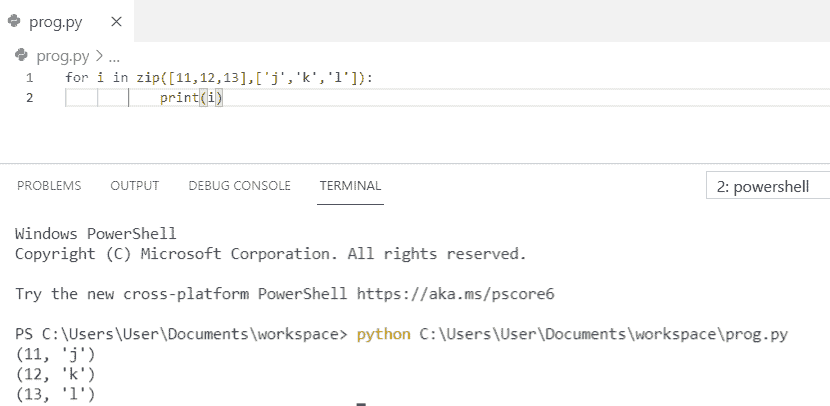 prog.py ×
prog.py > ...
1 for i in zip([11,12,13],['j','k','l']):
2 print(i)
PROBLEMS OUTPUT DEBUG CONSOLE TERMINAL 2: powershell
Windows PowerShell
Copyright (C) Microsoft Corporation. All rights reserved.
Try the new cross-platform PowerShell https://aka.ms/pscore6
PS C:\Users\User\Documents\workspace> python C:\Users\User\Documents\workspace\prog.py
(11, 'j')
(12, 'k')
(13, 'l')